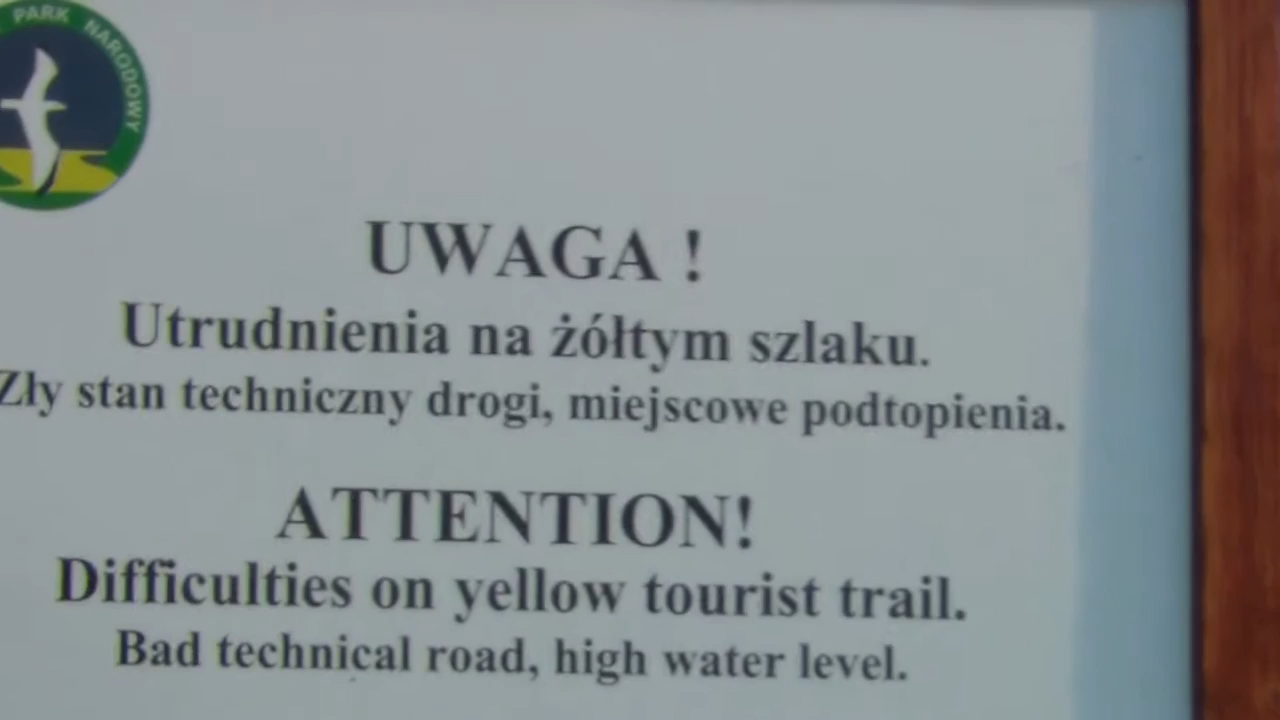 PARK NARODOWY
UWAGA !
Utrudnienia na żółtym szlaku.
Zły stan techniczny drogi, miejscowe podtopienia.
ATTENTION!
Difficulties on yellow tourist trail.
Bad technical road, high water level.